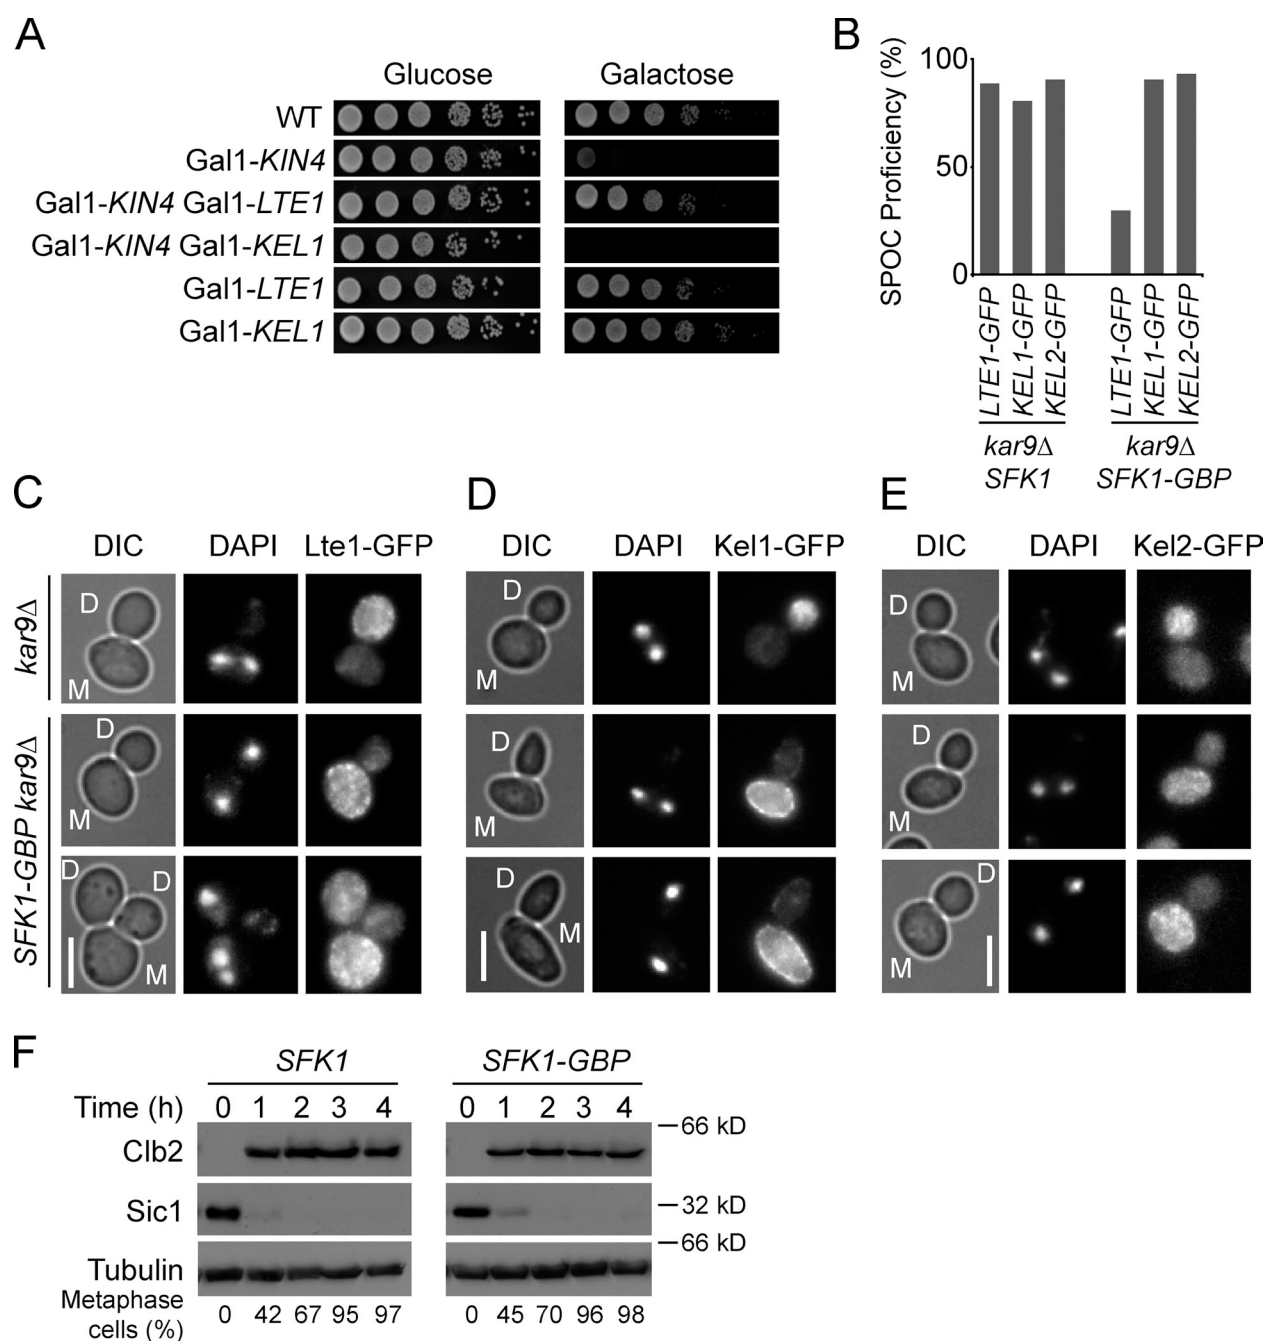 A
Glucose Galactose
WT
Gal1-KIN4
Gal1-KIN4 Gal1-LTE1
Gal1-KIN4 Gal1-KEL1
Gal1-LTE1
Gal1-KEL1
B
SPOC Proficiency (%)
100
50
0
LTE1-GFP
KEL1-GFP
KEL2-GFP
LTE1-GFP
KEL1-GFP
KEL2-GFP
kar9Δ kar9Δ
SFK1 SFK1-GBP
C
DIC DAPI Lte1-GFP
kar9Δ
D
M
SFK1-GBP kar9Δ
D
M
D D
M
D
DIC DAPI Kel1-GFP
D
M
D
M
D
M
E
DIC DAPI Kel2-GFP
D
M
D
M
D
M
F
SFK1 SFK1-GBP
Time (h) 0 1 2 3 4 0 1 2 3 4
66 kD
Clb2
Sic1 32 kD
66 kD
Tubulin
Metaphase
cells (%) 0 42 67 95 97 0 45 70 96 98